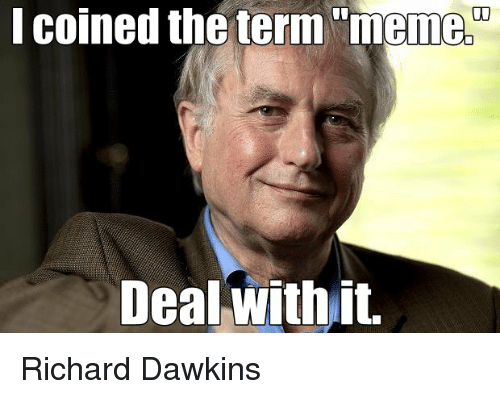 I coined the term "meme."
Deal with it.
Richard Dawkins